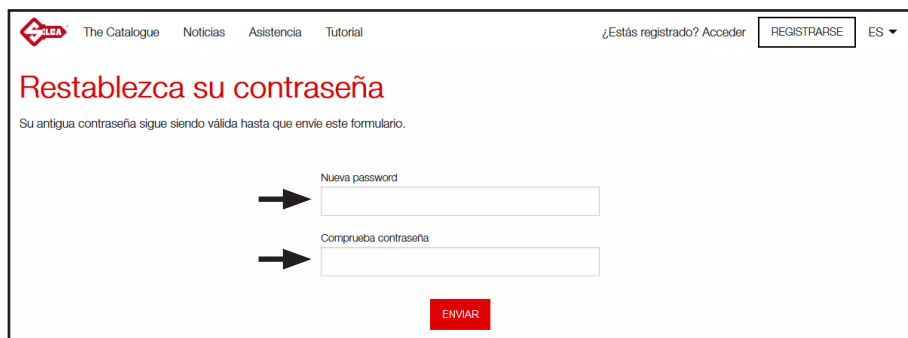 SILCA The Catalogue Noticias Asistencia Tutorial ¿Estás registrado? Acceder REGISTRARSE ES
Restablezca su contraseña
Su antigua contraseña sigue siendo válida hasta que envíe este formulario.
Nueva password
Comprueba contraseña
ENVIAR